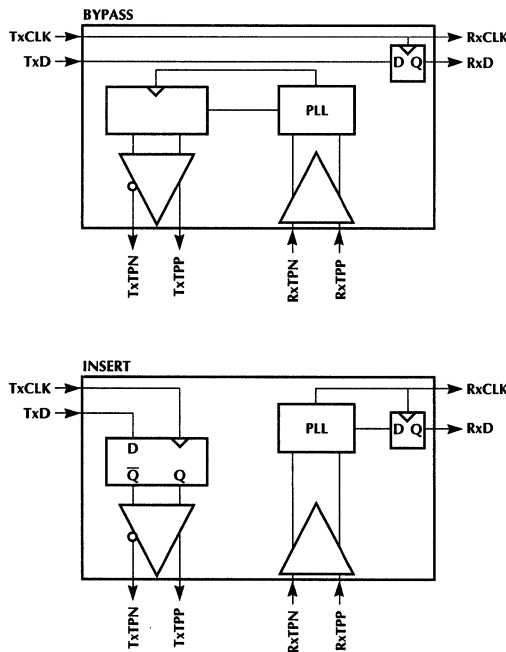 BYPASS
TxCLK
RxCLK
TxD
D Q
RxD
PLL
TxTPN
TxTPP
RxTPN
RxTPP
INSERT
TxCLK
RxCLK
TxD
PLL
D Q
RxD
D
Q̅ Q
TxTPN
TxTPP
RxTPN
RxTPP